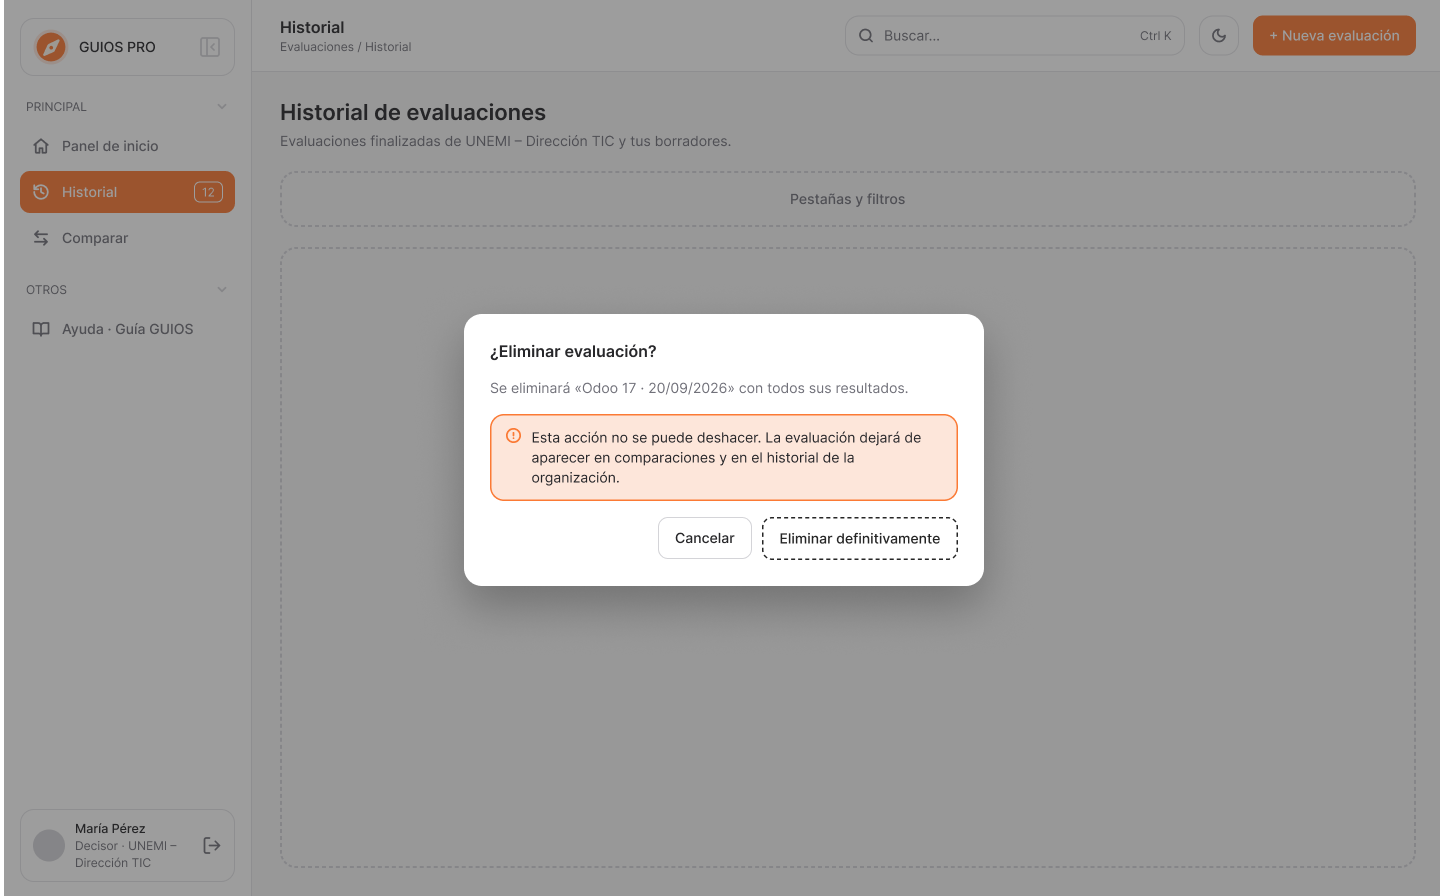 GUIOS PRO
PRINCIPAL
Panel de inicio
Historial
12
Comparar
OTROS
Ayuda · Guía GUIOS
María Pérez
Decisor · UNEMI –
Dirección TIC
Historial
Evaluaciones / Historial
Buscar...
Ctrl K
+ Nueva evaluación
Historial de evaluaciones
Evaluaciones finalizadas de UNEMI – Dirección TIC y tus borradores.
Pestañas y filtros
¿Eliminar evaluación?
Se eliminará «Odoo 17 · 20/09/2026» con todos sus resultados.
Esta acción no se puede deshacer. La evaluación dejará de
aparecer en comparaciones y en el historial de la
organización.
Cancelar
Eliminar definitivamente